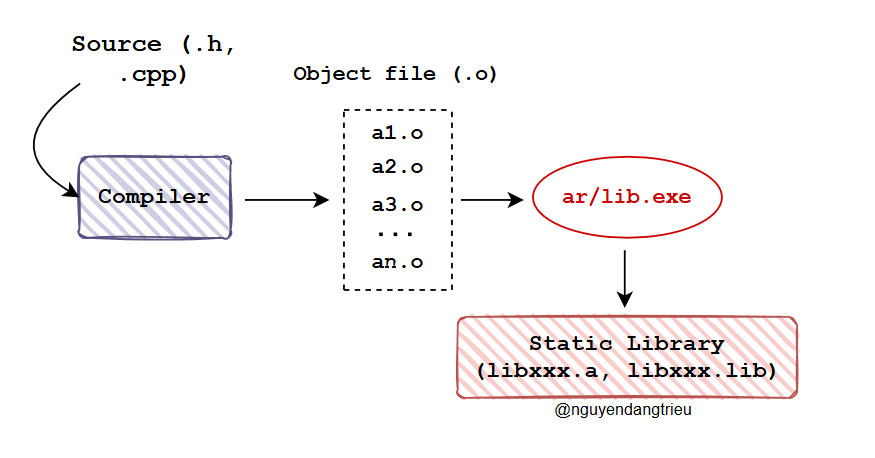 Source (.h,
.cpp)
Object file (.o)
Compiler
a1.o
a2.o
a3.o
...
an.o
ar/lib.exe
Static Library
(libxxx.a, libxxx.lib)
@nguyendangtrieu